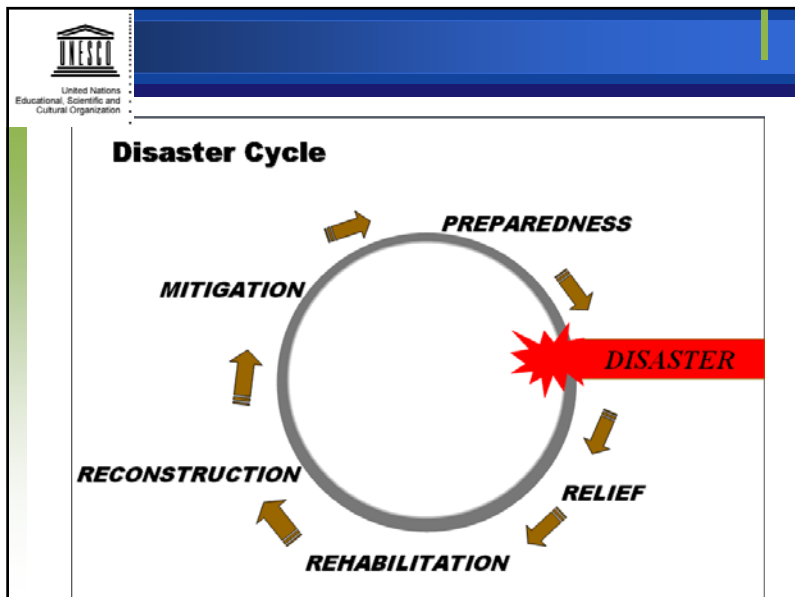 UNESCO
United Nations
Educational, Scientific and
Cultural Organization
Disaster Cycle
PREPAREDNESS
MITIGATION
DISASTER
RECONSTRUCTION
RELIEF
REHABILITATION